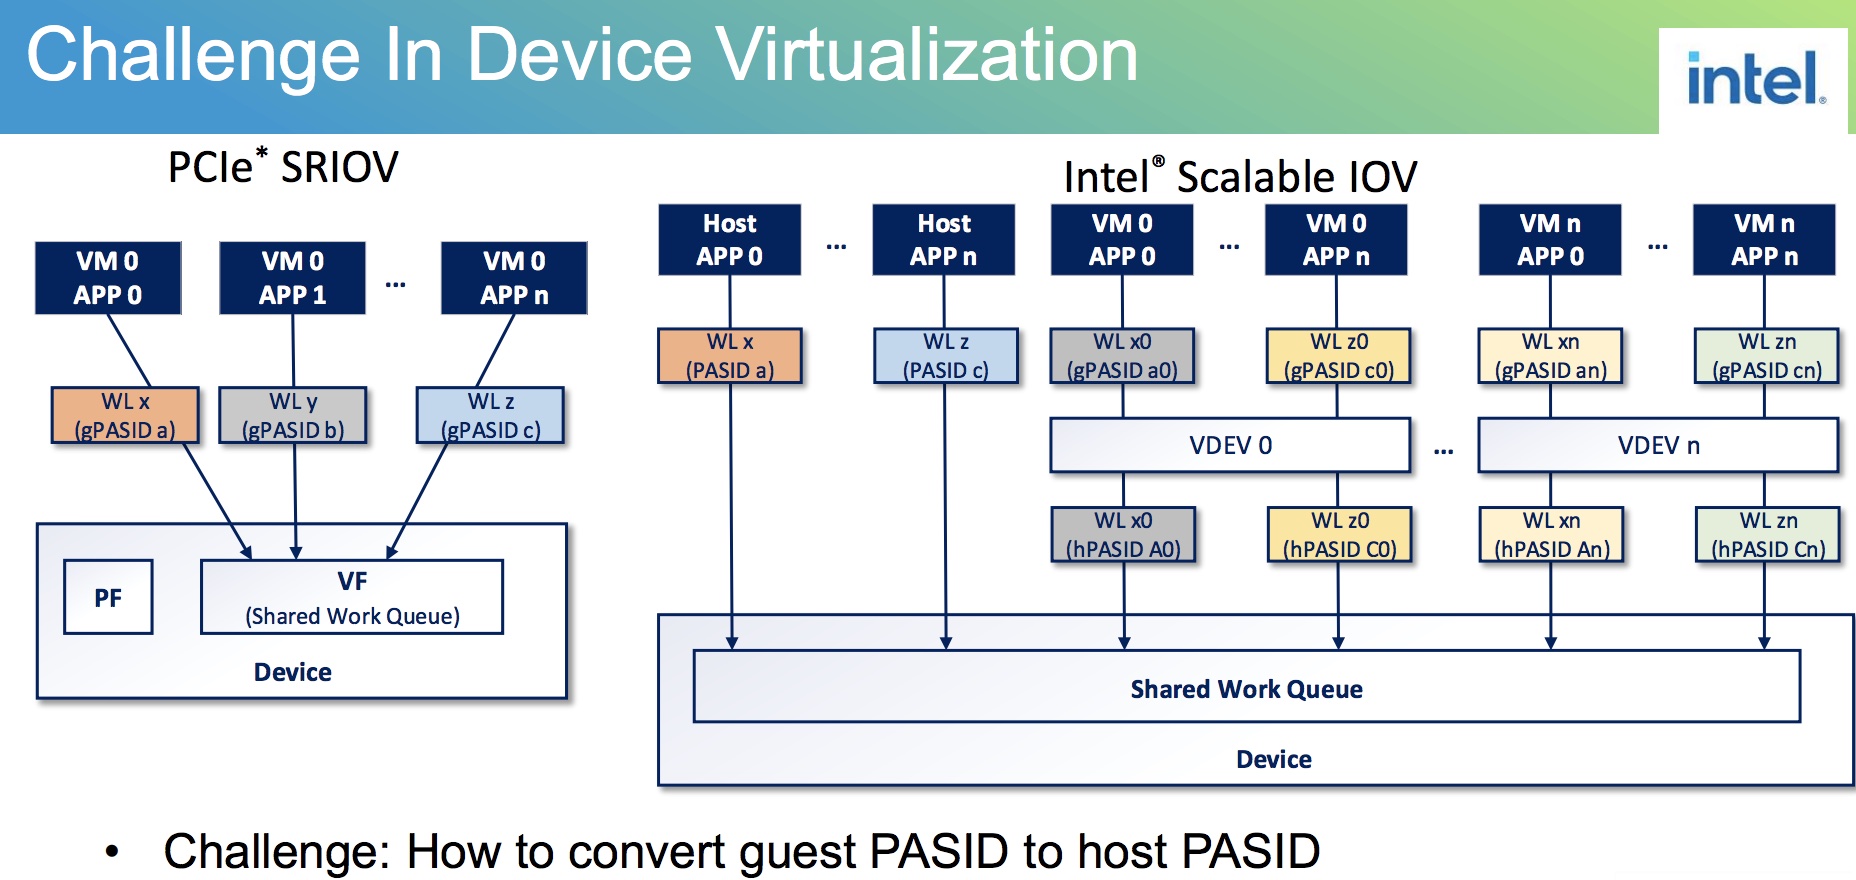 Challenge In Device Virtualization
intel.
PCIe* SRIOV
VM 0
APP 0
VM 0
APP 1
...
VM 0
APP n
WL x
(gPASID a)
WL y
(gPASID b)
WL z
(gPASID c)
PF
VF
(Shared Work Queue)
Device
Intel® Scalable IOV
Host
APP 0
...
Host
APP n
VM 0
APP 0
...
VM 0
APP n
VM n
APP 0
...
VM n
APP n
WL x
(PASID a)
WL z
(PASID c)
WL x0
(gPASID a0)
WL z0
(gPASID c0)
WL xn
(gPASID an)
WL zn
(gPASID cn)
VDEV 0
...
VDEV n
WL x0
(hPASID A0)
WL z0
(hPASID C0)
WL xn
(hPASID An)
WL zn
(hPASID Cn)
Shared Work Queue
Device
• Challenge: How to convert guest PASID to host PASID